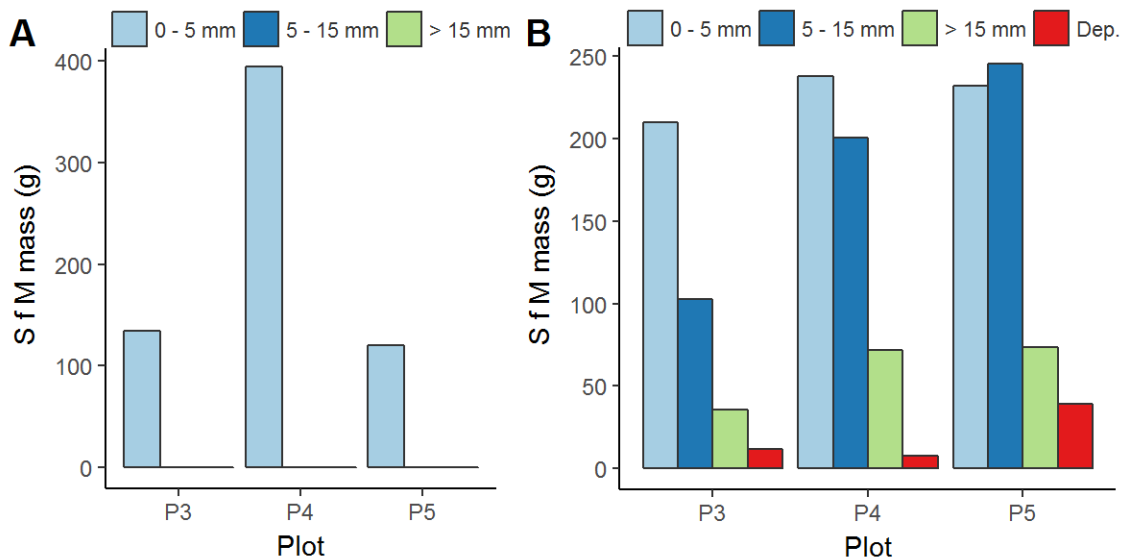 A
0 - 5 mm 5 - 15 mm > 15 mm
400
300
200
100
0
S f M mass (g)
P3 P4 P5
Plot
B
0 - 5 mm 5 - 15 mm > 15 mm Dep.
250
200
150
100
50
0
S f M mass (g)
P3 P4 P5
Plot